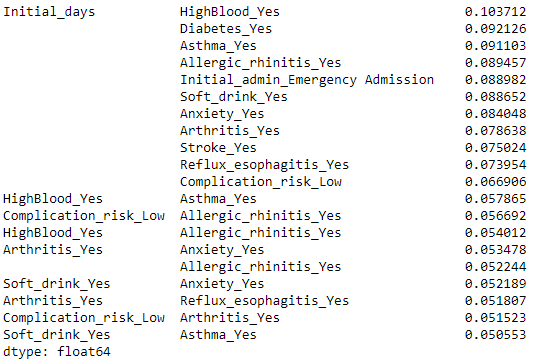 Initial_days HighBlood_Yes 0.103712
Diabetes_Yes 0.092126
Asthma_Yes 0.091103
Allergic_rhinitis_Yes 0.089457
Initial_admin_Emergency Admission 0.088982
Soft_drink_Yes 0.088652
Anxiety_Yes 0.084048
Arthritis_Yes 0.078638
Stroke_Yes 0.075024
Reflux_esophagitis_Yes 0.073954
Complication_risk_Low 0.066906
HighBlood_Yes Asthma_Yes 0.057865
Complication_risk_Low Allergic_rhinitis_Yes 0.056692
HighBlood_Yes Allergic_rhinitis_Yes 0.054012
Arthritis_Yes Anxiety_Yes 0.053478
Allergic_rhinitis_Yes 0.052244
Soft_drink_Yes Anxiety_Yes 0.052189
Arthritis_Yes Reflux_esophagitis_Yes 0.051807
Complication_risk_Low Arthritis_Yes 0.051523
Soft_drink_Yes Asthma_Yes 0.050553
dtype: float64